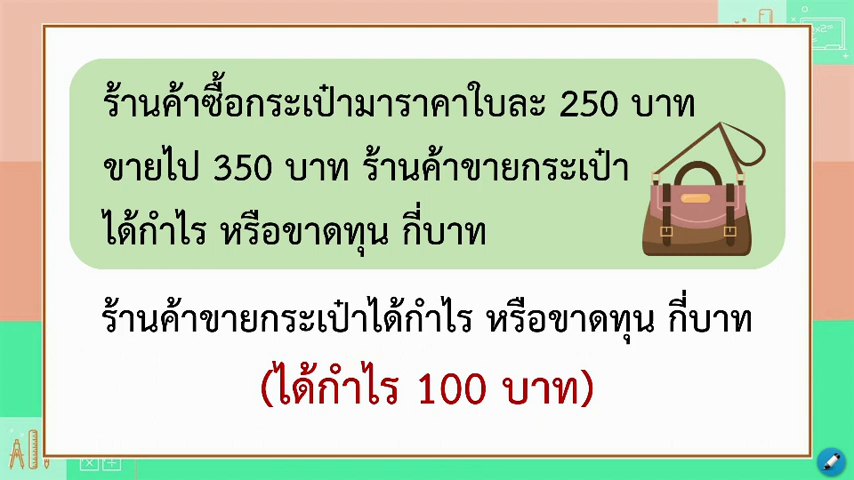 ร้านค้าซื้อกระเป๋ามาราคาใบละ 250 บาท
ขายไป 350 บาท ร้านค้าขายกระเป๋า
ได้กำไร หรือขาดทุน กี่บาท
ร้านค้าขายกระเป๋าได้กำไร หรือขาดทุน กี่บาท
(ได้กำไร 100 บาท)